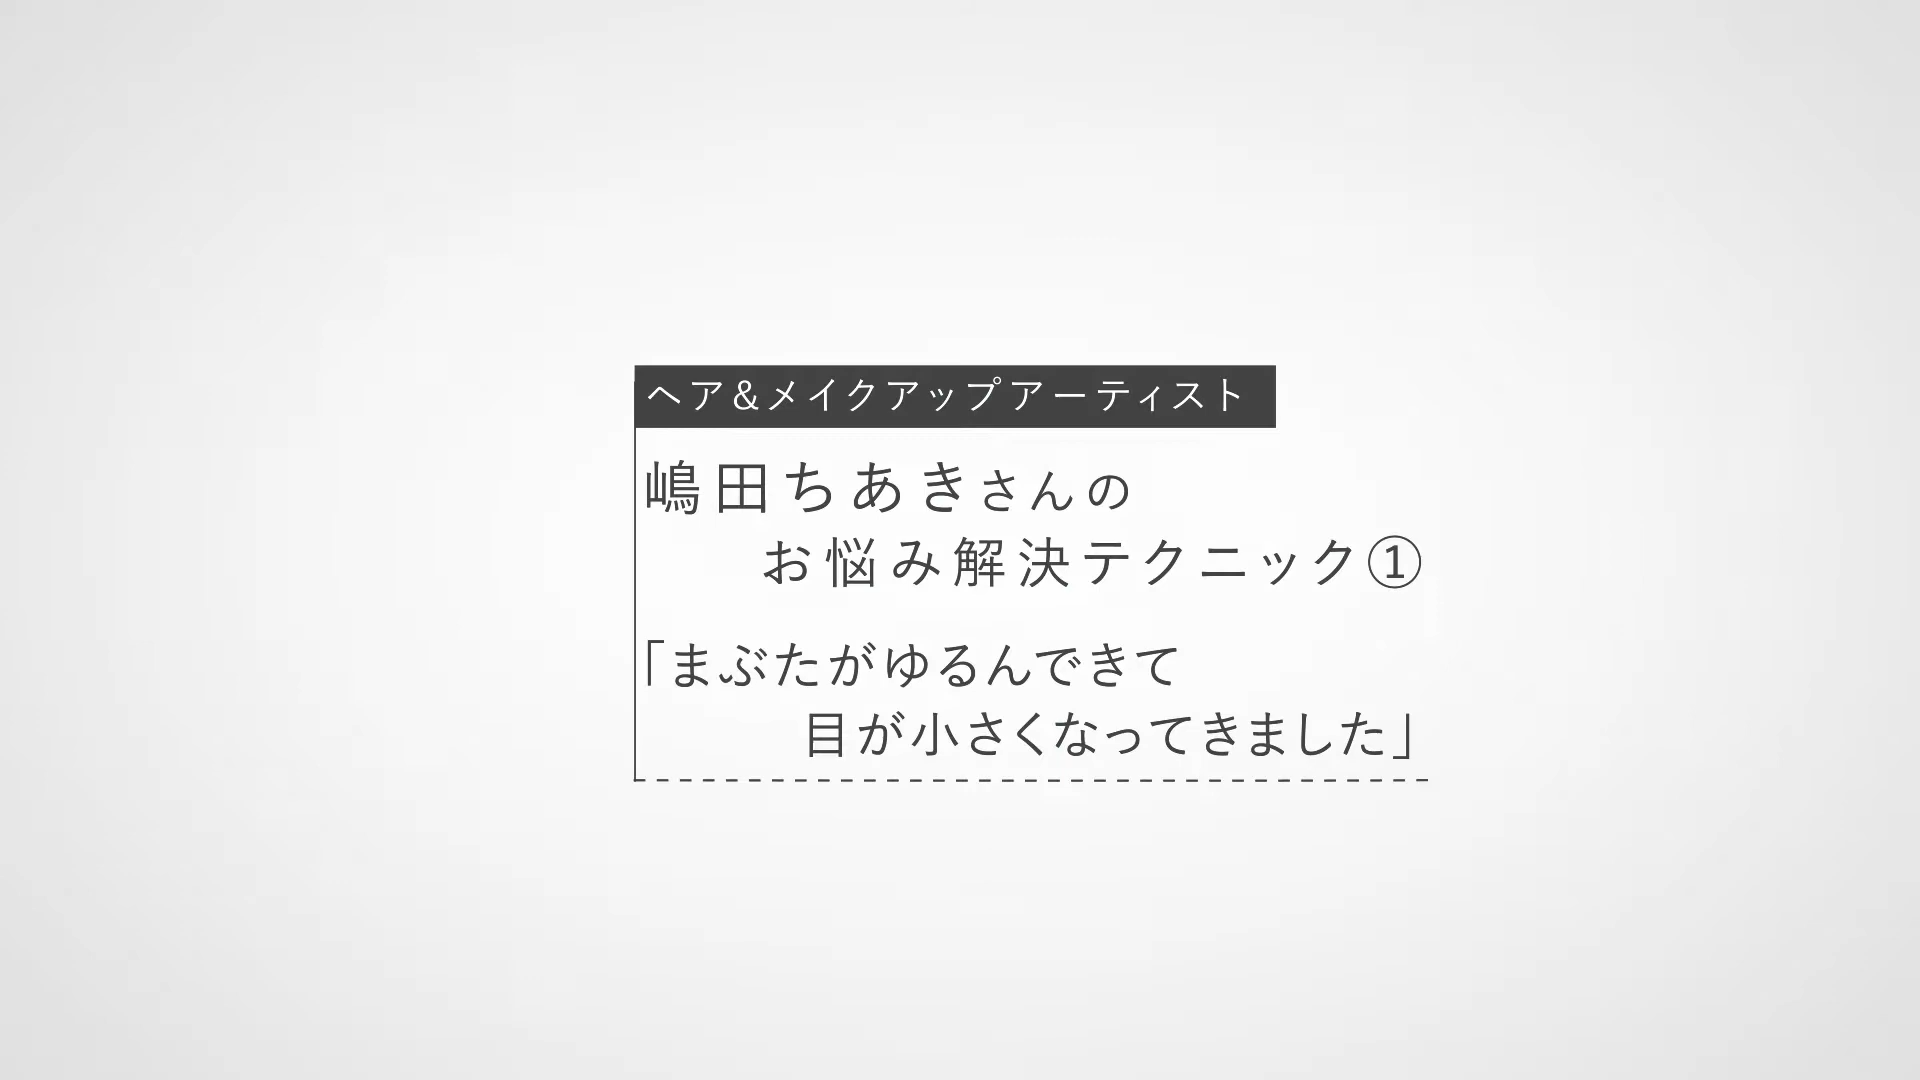 ヘア&メイクアップアーティスト
嶋田ちあきさんの
お悩み解決テクニック①
「まぶたがゆるんできて
目が小さくなってきました」